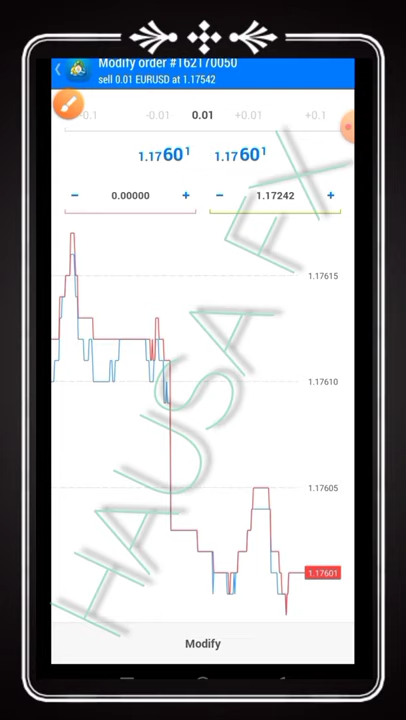 Modify order #162170050
sell 0.01 EURUSD at 1.17542
-0.1 -0.01 0.01 +0.01 +0.1
1.17601 1.17601
- 0.00000 + - 1.17242 +
1.17615
1.17610
1.17605
1.17601
HAUSA FX
Modify